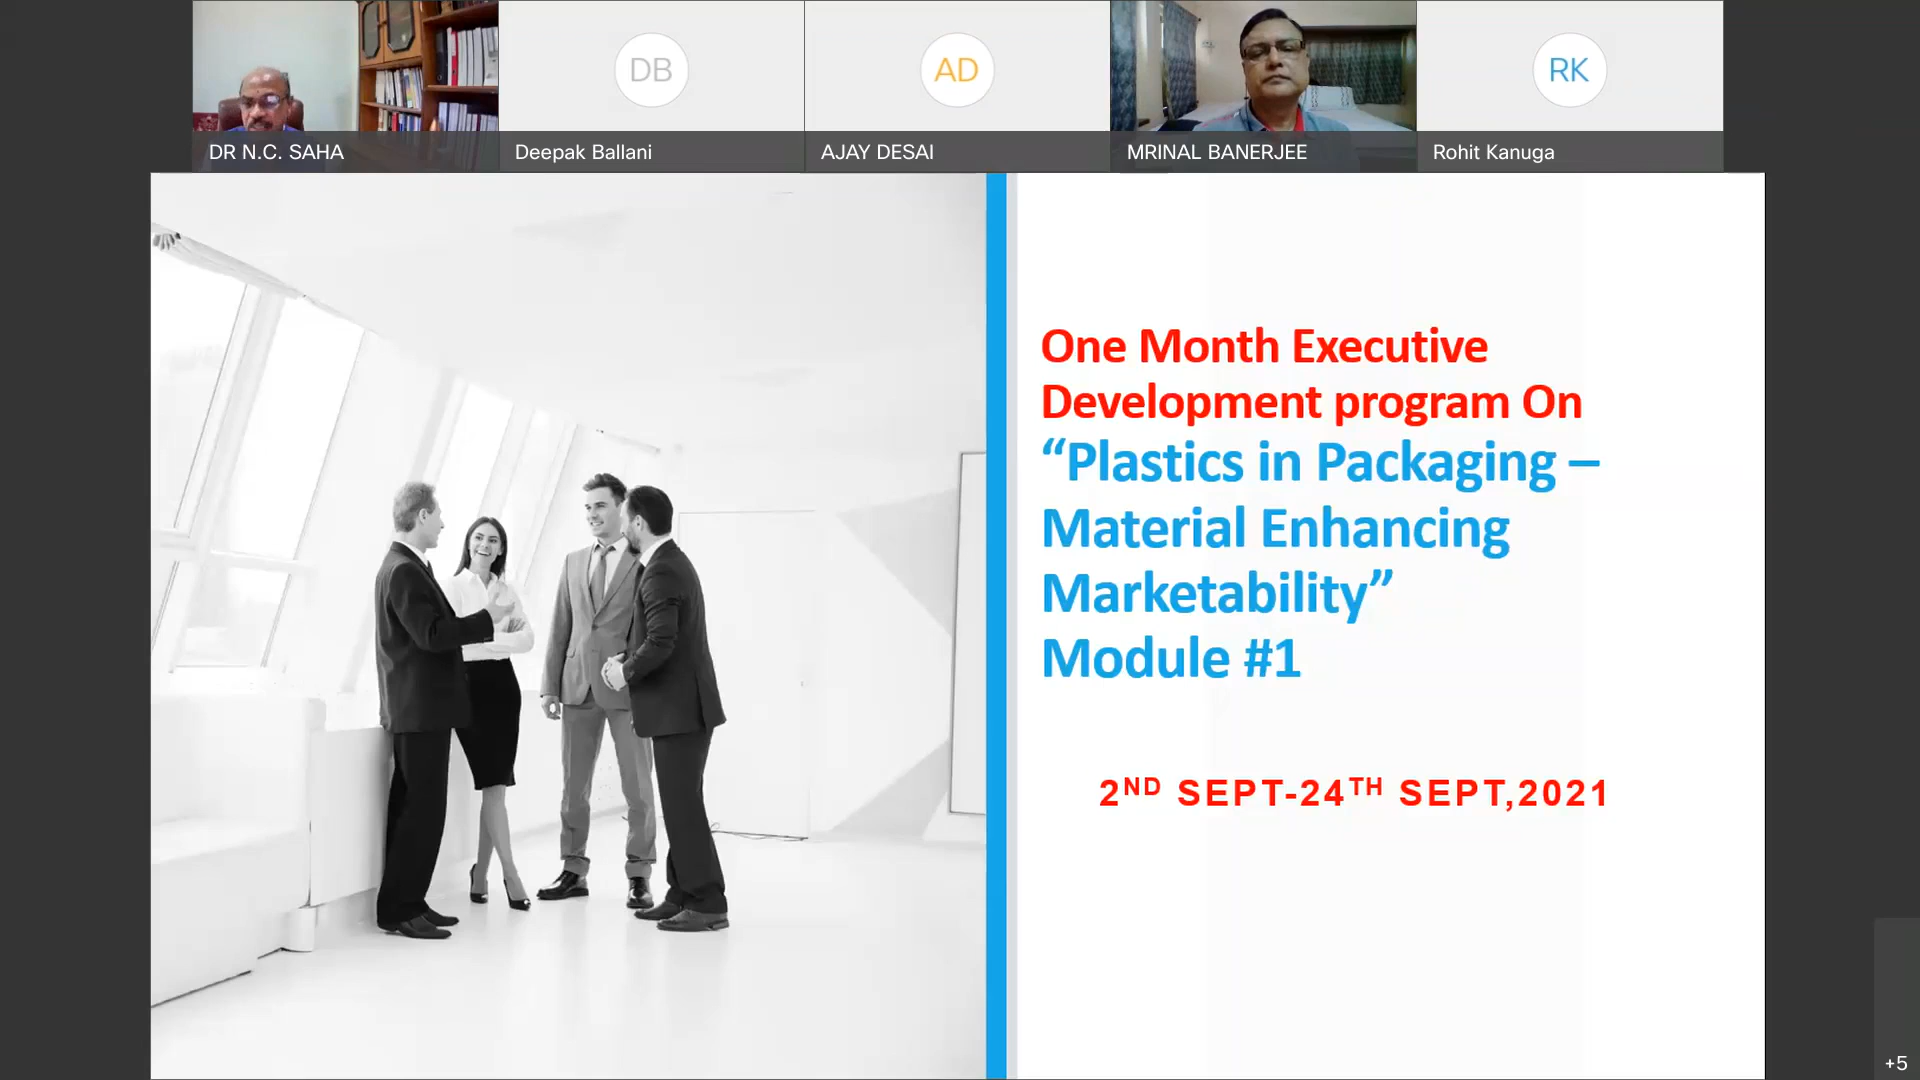 DB
AD
RK
DR N.C. SAHA
Deepak Ballani
AJAY DESAI
MRINAL BANERJEE
Rohit Kanuga
One Month Executive
Development program On
“Plastics in Packaging –
Material Enhancing
Marketability”
Module #1
2ND SEPT-24TH SEPT,2021
+5